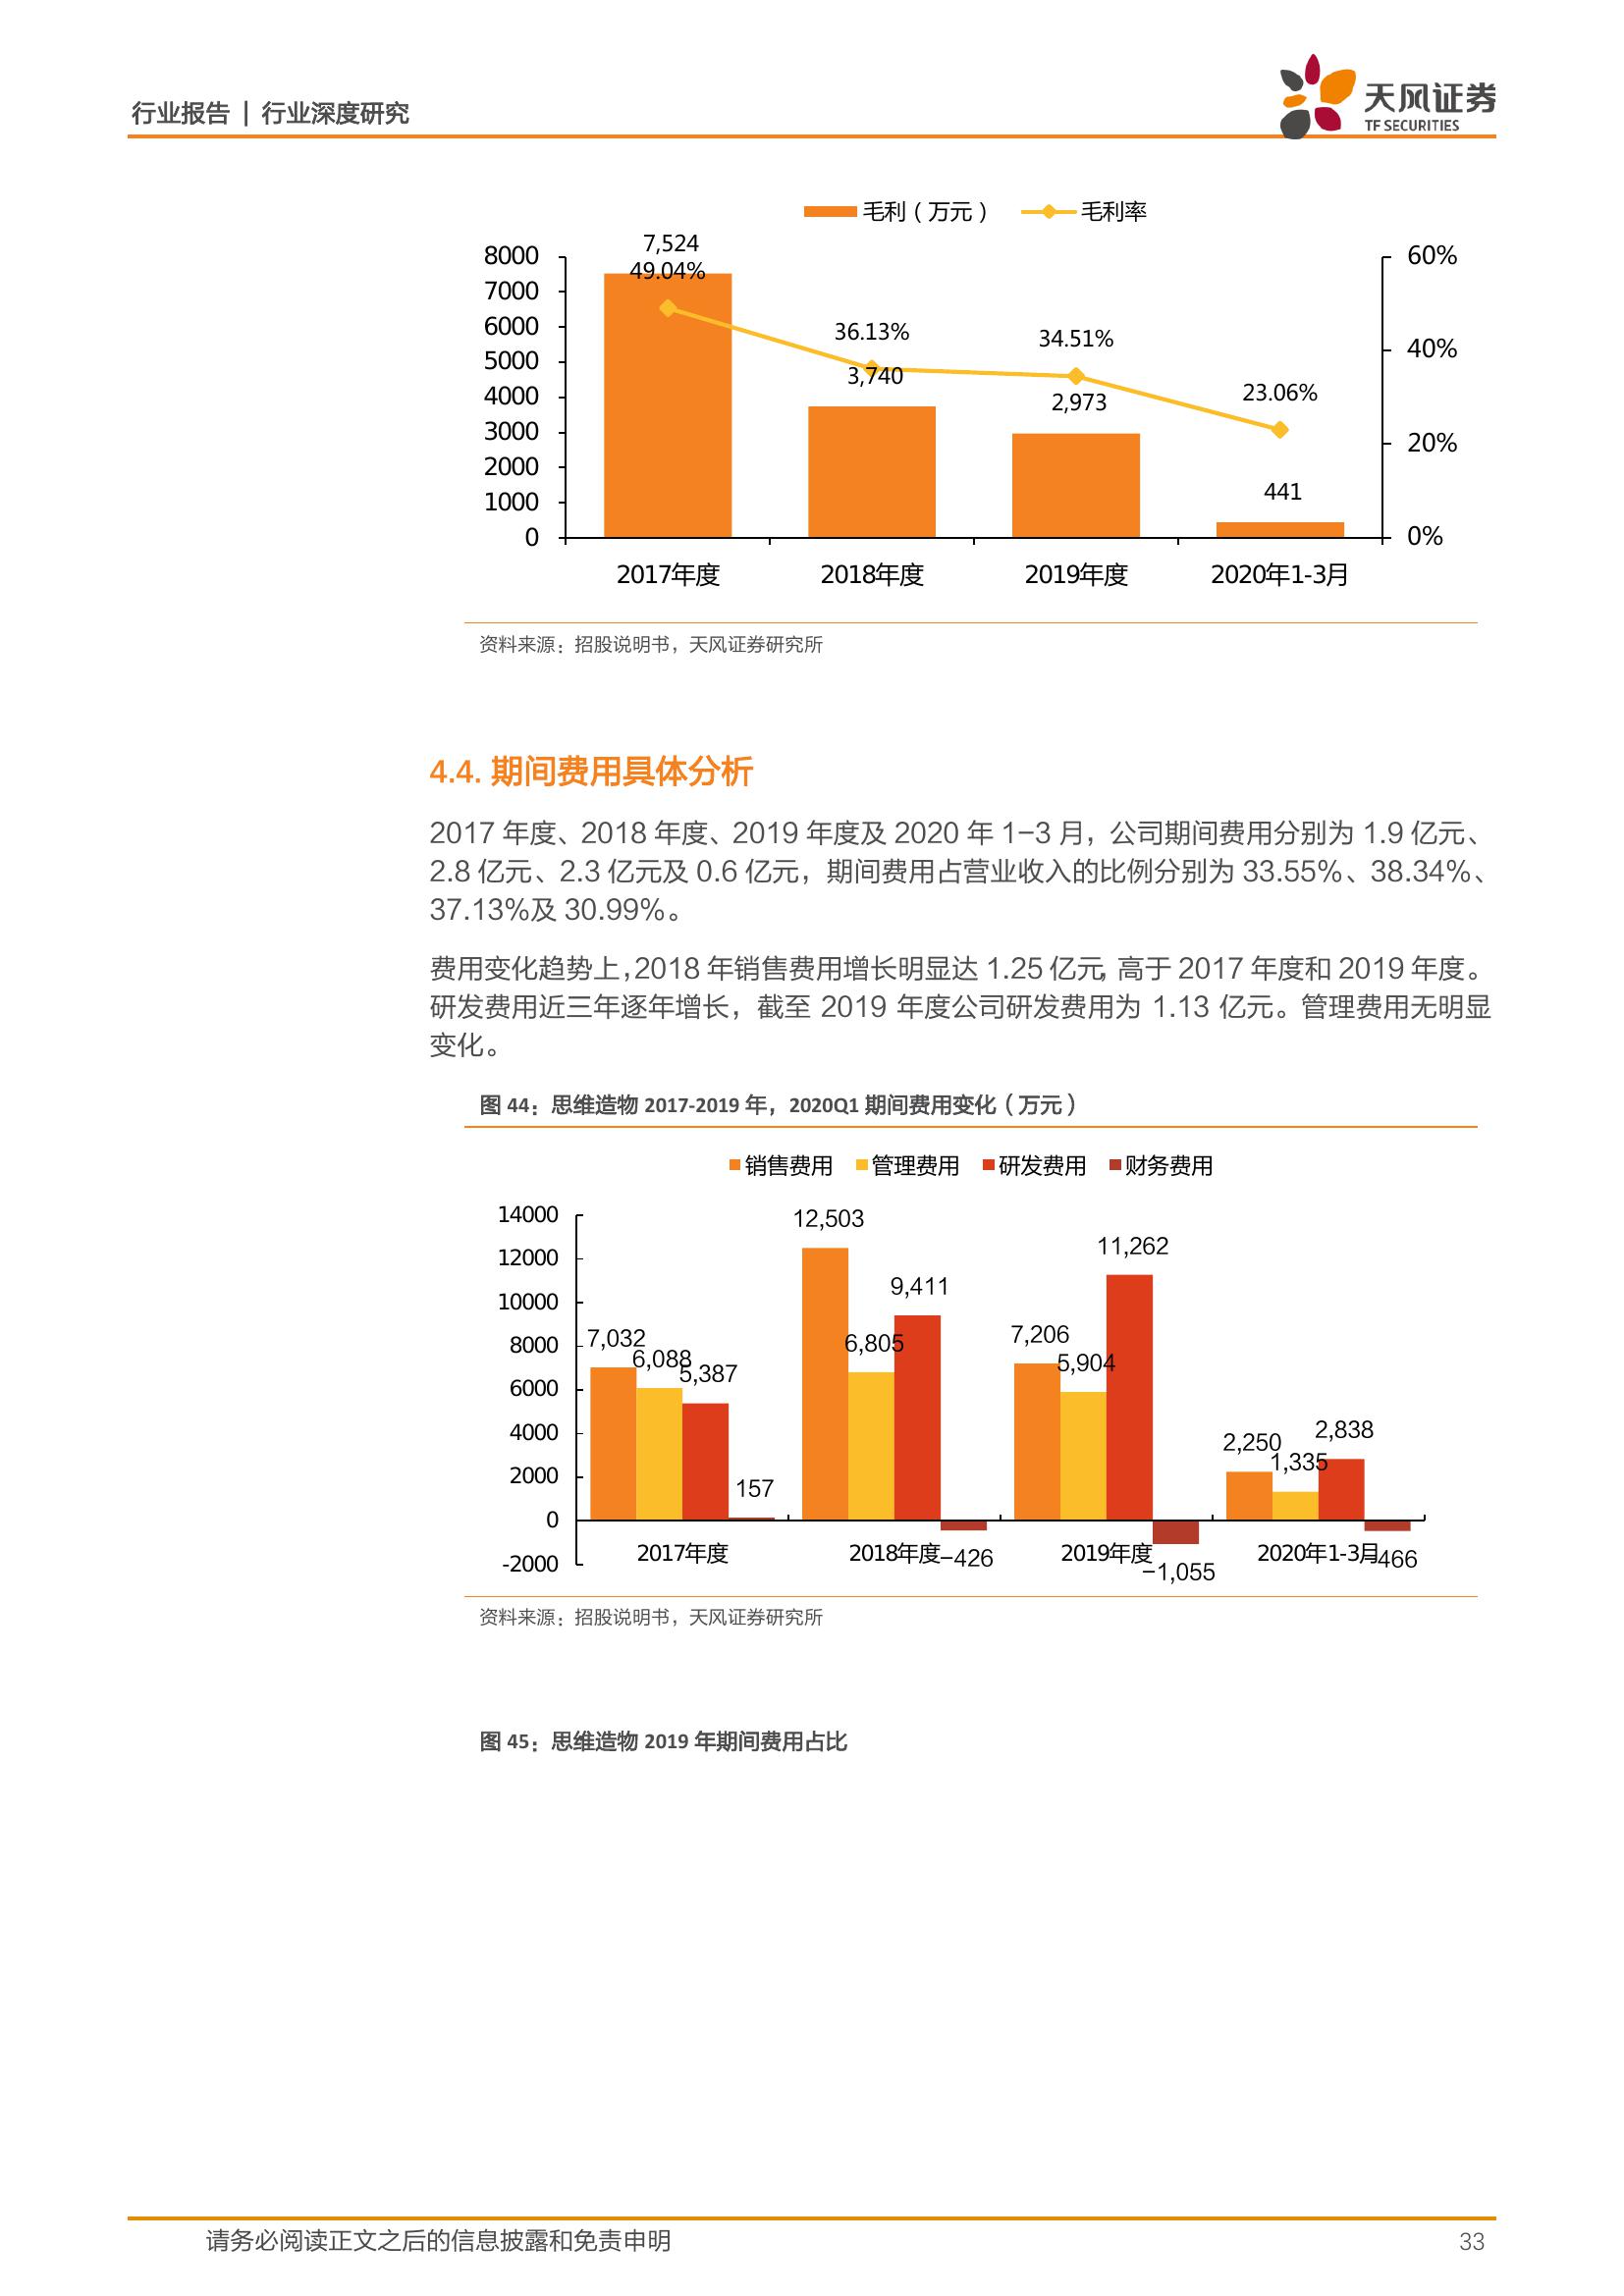 行业报告 | 行业深度研究
天风证券
TF SECURITIES
毛利（万元） 毛利率
8000
7000
6000
5000
4000
3000
2000
1000
0
7,524
49.04%
36.13%
3,740
34.51%
2,973
23.06%
441
60%
40%
20%
0%
2017年度 2018年度 2019年度 2020年1-3月
资料来源：招股说明书，天风证券研究所
4.4. 期间费用具体分析
2017 年度、2018 年度、2019 年度及 2020 年 1-3 月，公司期间费用分别为 1.9 亿元、
2.8 亿元、2.3 亿元及 0.6 亿元，期间费用占营业收入的比例分别为 33.55%、38.34%、
37.13%及 30.99%。
费用变化趋势上，2018 年销售费用增长明显达 1.25 亿元，高于 2017 年度和 2019 年度。
研发费用近三年逐年增长，截至 2019 年度公司研发费用为 1.13 亿元。管理费用无明显
变化。
图 44：思维造物 2017-2019 年，2020Q1 期间费用变化（万元）
销售费用 管理费用 研发费用 财务费用
14000
12000
10000
8000
6000
4000
2000
0
-2000
7,032
6,088
5,387
157
12,503
6,805
9,411
-426
7,206
5,904
11,262
-1,055
2,250
1,335
2,838
-466
2017年度 2018年度 2019年度 2020年1-3月
资料来源：招股说明书，天风证券研究所
图 45：思维造物 2019 年期间费用占比
请务必阅读正文之后的信息披露和免责申明 33